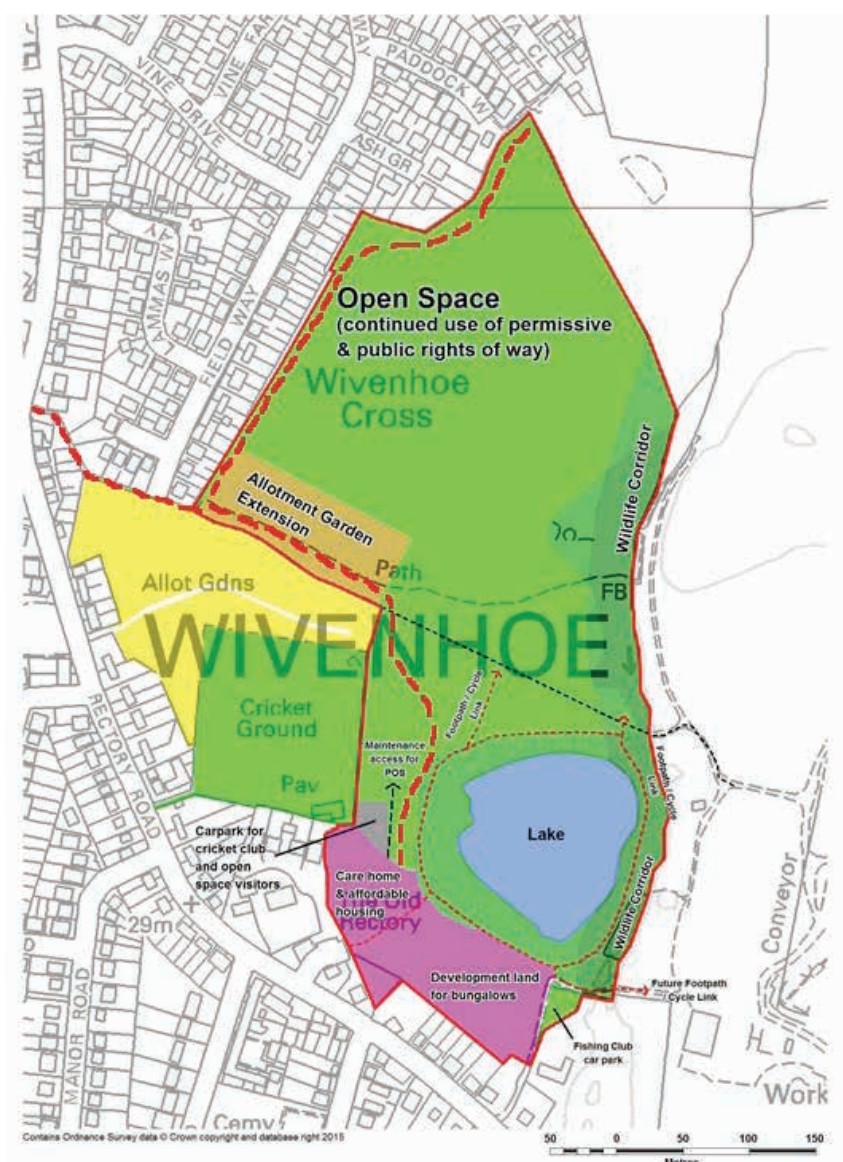 PADDOCK W
TA CL
WAY
VINE FA
VINE DRIVE
ASH GR
AMMAS WAY
FIELD WAY
Open Space
(continued use of permissive
& public rights of way)
Wivenhoe
Cross
Wildlife Corridor
Allotment Garden
Extension
Path
FB
Allot Gdns
WIVENHOE
Cricket
Ground
Footpath / Cycle
Link
Maintenance
access for
POS
Pav
Footpath / Cycle
Link
RECTORY ROAD
Lake
Carpark for
cricket club
and open
space visitors
Care home
& affordable
housing
The Old
Rectory
29m
Wildlife Corridor
Conveyor
Development land
for bungalows
Future Footpath
/ Cycle Link
MANOR ROAD
Fishing Club
car park
Work
Cemy
Contains Ordnance Survey data © Crown copyright and database right 2015
50 0 50 100 150
Metres